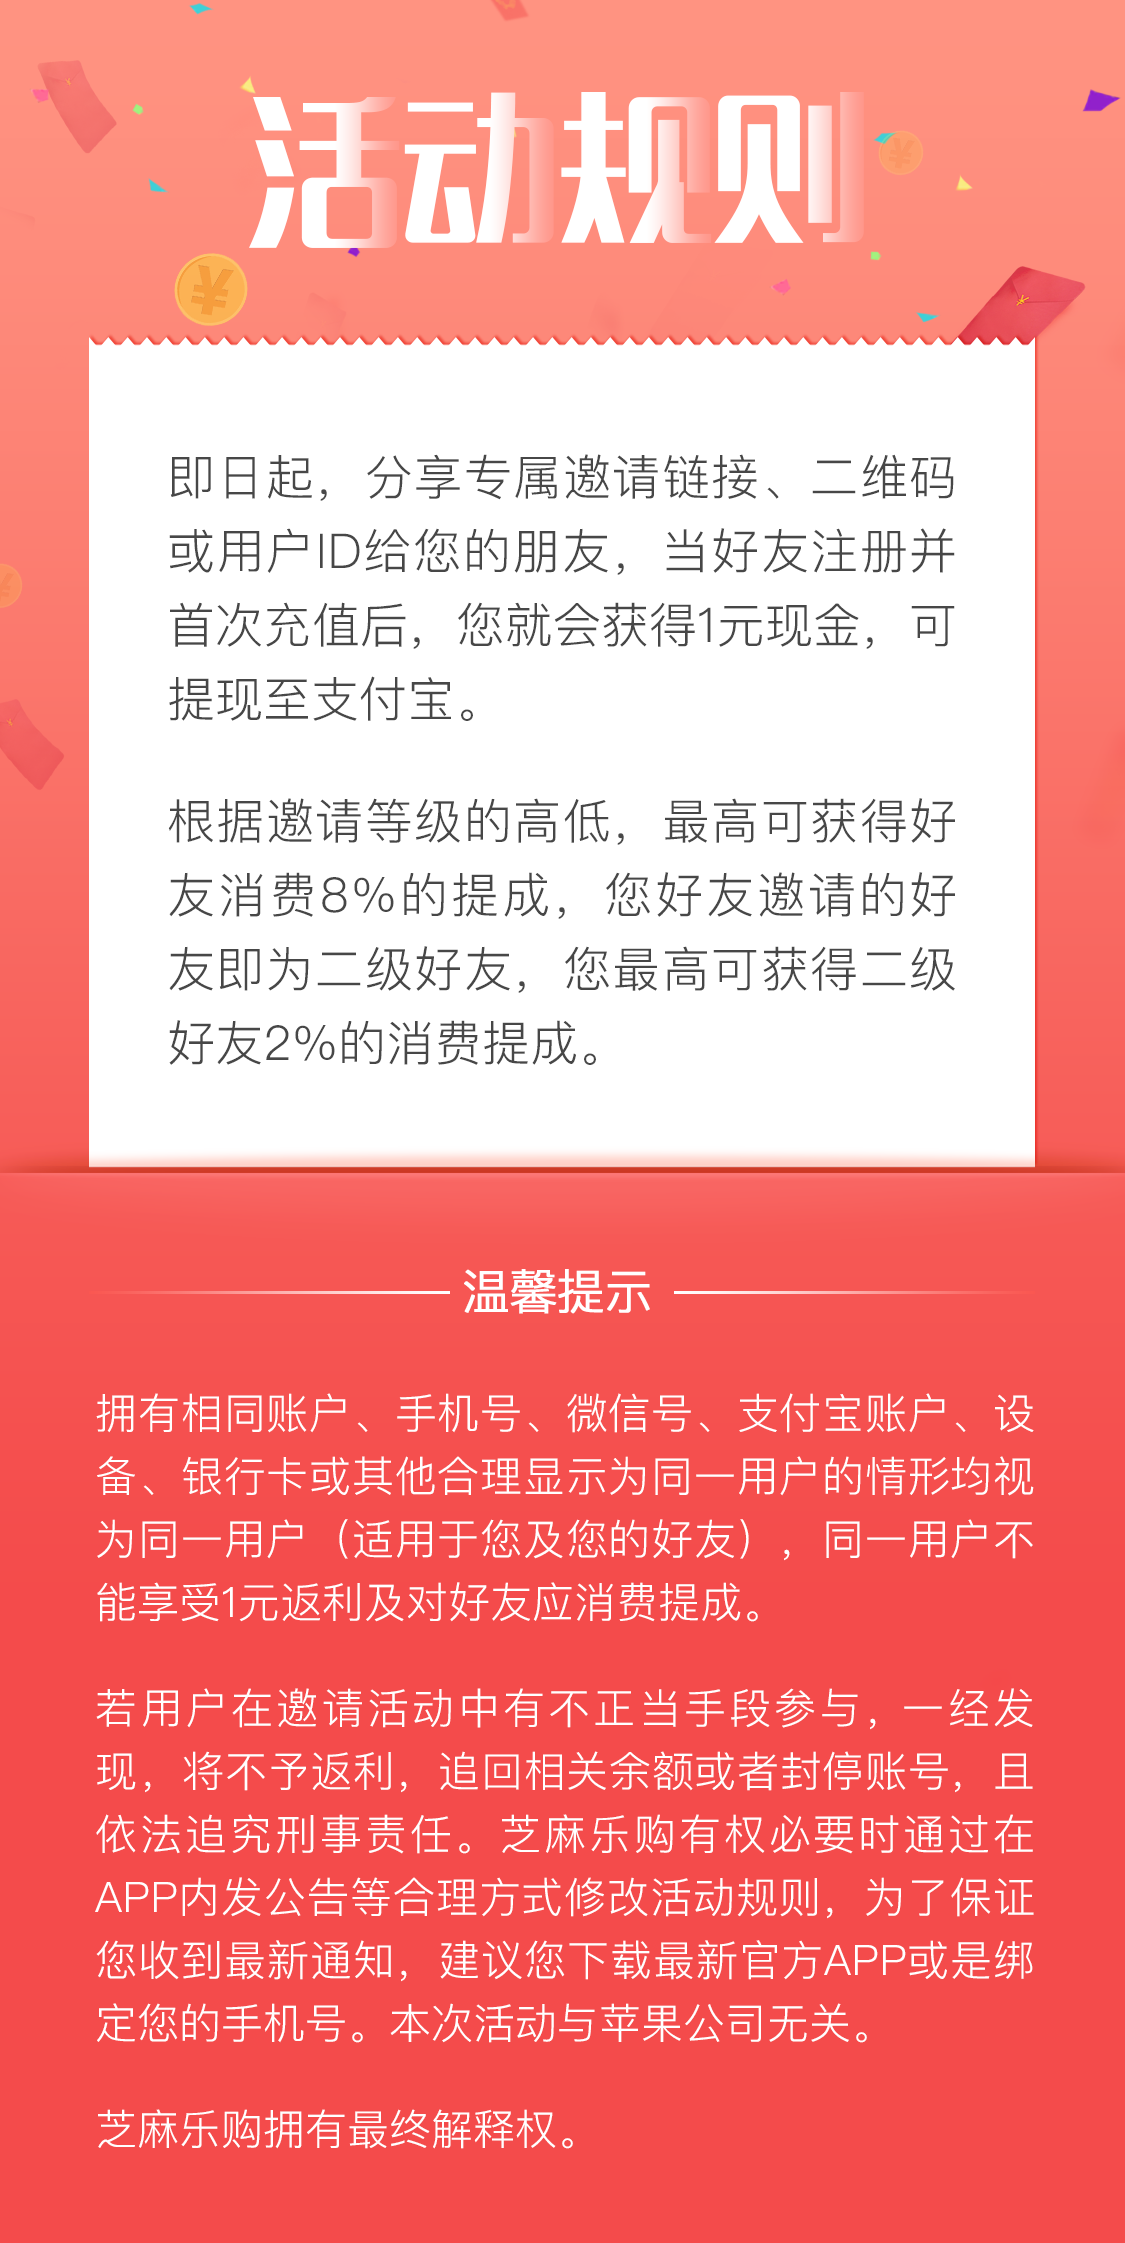 活动规则
即日起，分享专属邀请链接、二维码
或用户ID给您的朋友，当好友注册并
首次充值后，您就会获得1元现金，可
提现至支付宝。
根据邀请等级的高低，最高可获得好
友消费8%的提成，您好友邀请的好
友即为二级好友，您最高可获得二级
好友2%的消费提成。
温馨提示
拥有相同账户、手机号、微信号、支付宝账户、设
备、银行卡或其他合理显示为同一用户的情形均视
为同一用户（适用于您及您的好友），同一用户不
能享受1元返利及对好友应消费提成。
若用户在邀请活动中有不正当手段参与，一经发
现，将不予返利，追回相关余额或者封停账号，且
依法追究刑事责任。芝麻乐购有权必要时通过在
APP内发公告等合理方式修改活动规则，为了保证
您收到最新通知，建议您下载最新官方APP或是绑
定您的手机号。本次活动与苹果公司无关。
芝麻乐购拥有最终解释权。